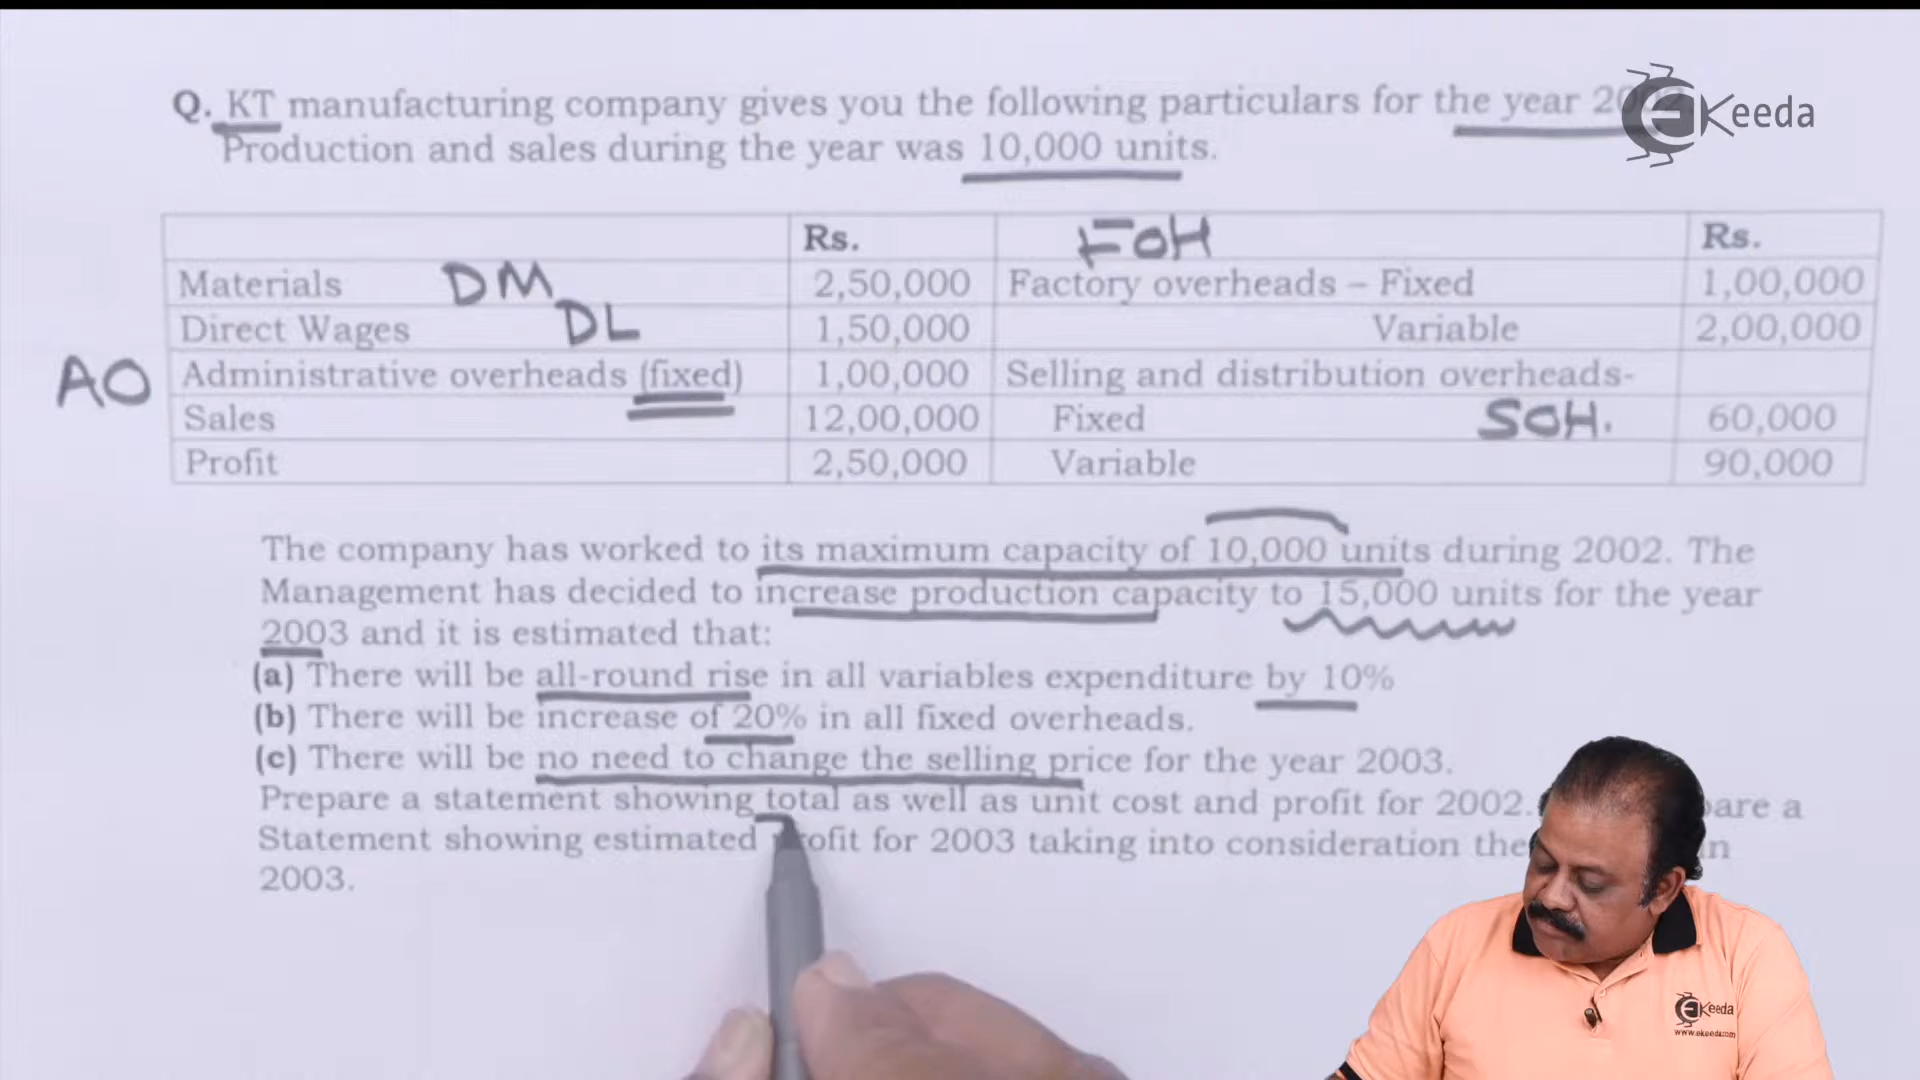 Q. KT manufacturing company gives you the following particulars for the year
Production and sales during the year was 10,000 units.
EKeeda
Rs. FOH Rs.
Materials DM 2,50,000 Factory overheads – Fixed 1,00,000
Direct Wages DL 1,50,000 Variable 2,00,000
AO Administrative overheads (fixed) 1,00,000 Selling and distribution overheads-
Sales 12,00,000 Fixed SOH. 60,000
Profit 2,50,000 Variable 90,000
The company has worked to its maximum capacity of 10,000 units during 2002. The
Management has decided to increase production capacity to 15,000 units for the year
2003 and it is estimated that:
(a) There will be all-round rise in all variables expenditure by 10%
(b) There will be increase of 20% in all fixed overheads.
(c) There will be no need to change the selling price for the year 2003.
Prepare a statement showing total as well as unit cost and profit for 2002. a
Statement showing estimated for 2003 taking into consideration the
2003.
EKeeda
www.ekeeda.com